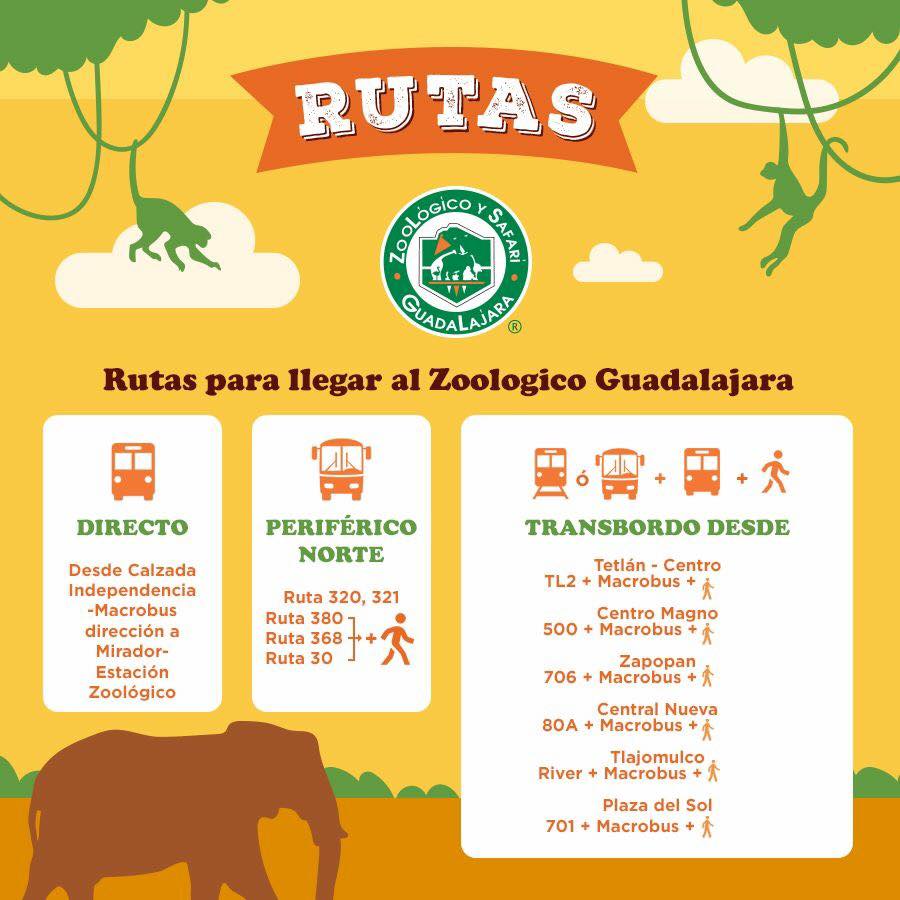 RUTAS
ZOOLÓGICO Y SAFARI
GUADALAJARA
®
Rutas para llegar al Zoologico Guadalajara
DIRECTO
Desde Calzada
Independencia
-Macrobus
dirección a
Mirador-
Estación
Zoológico
PERIFÉRICO
NORTE
Ruta 320, 321
Ruta 380
Ruta 368 +
Ruta 30
ó + +
TRANSBORDO DESDE
Tetlán - Centro
TL2 + Macrobus +
Centro Magno
500 + Macrobus +
Zapopan
706 + Macrobus +
Central Nueva
80A + Macrobus +
Tlajomulco
River + Macrobus +
Plaza del Sol
701 + Macrobus +